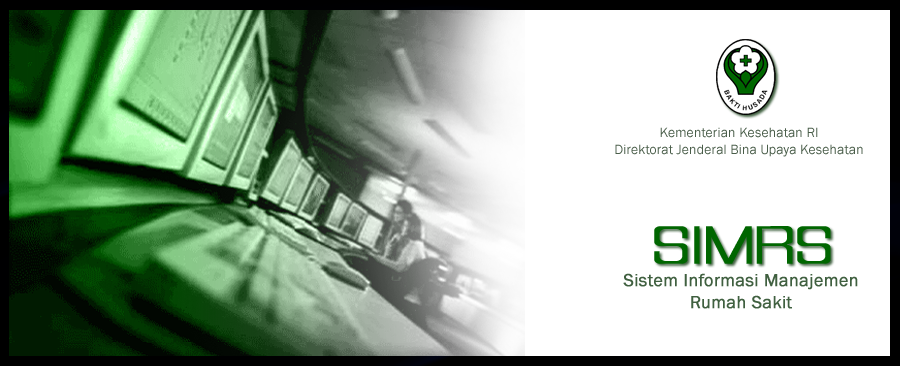 BAKTI HUSADA
Kementerian Kesehatan RI
Direktorat Jenderal Bina Upaya Kesehatan
SIMRS
Sistem Informasi Manajemen
Rumah Sakit